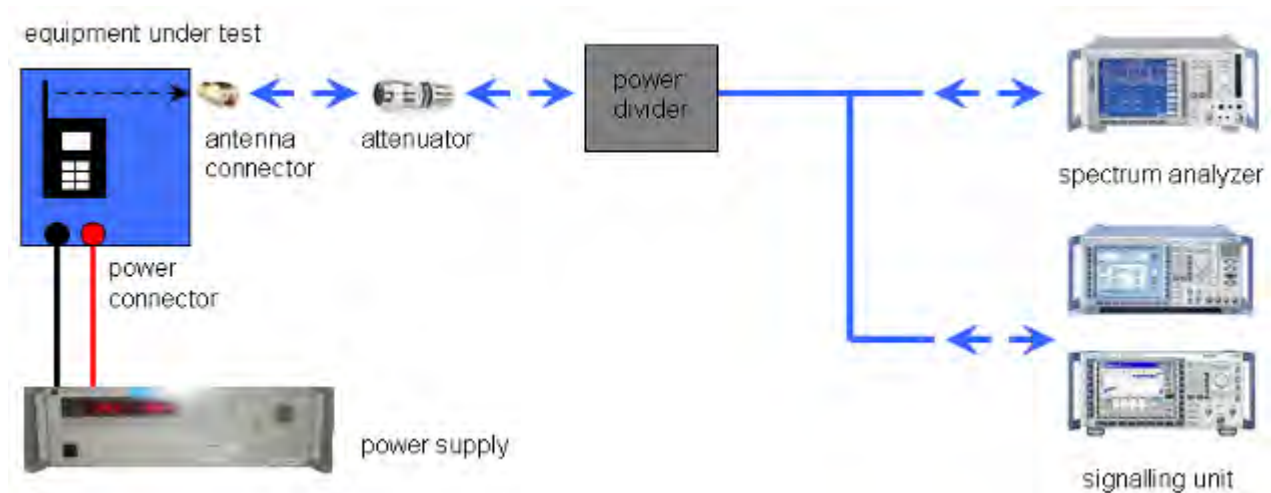 equipment under test
antenna
connector
attenuator
power
divider
spectrum analyzer
power
connector
power supply
signalling unit